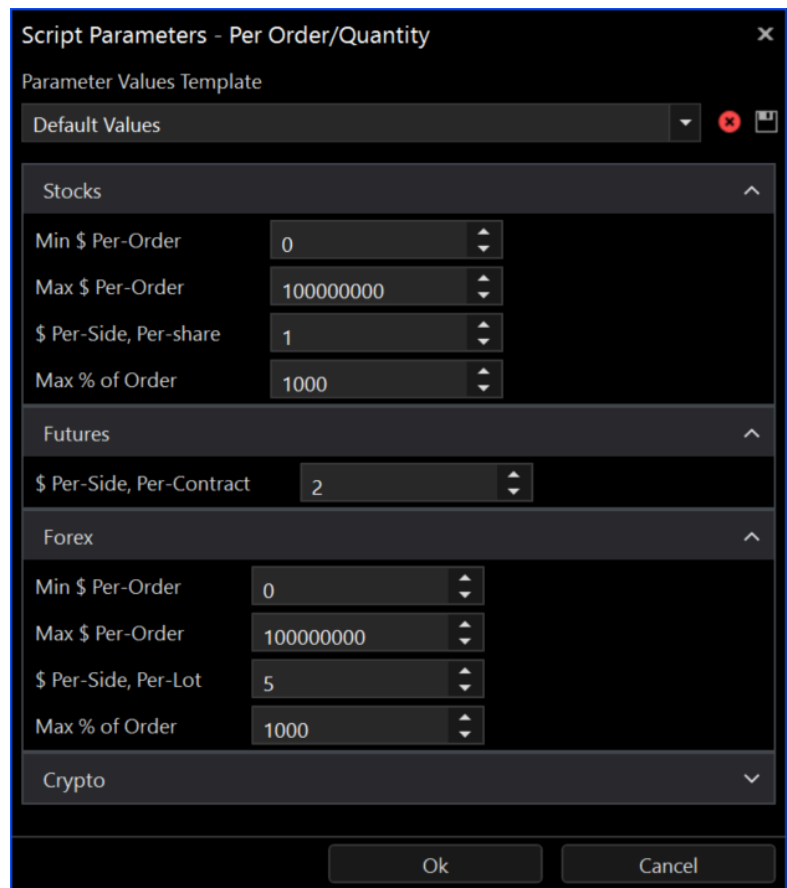 Script Parameters - Per Order/Quantity
Parameter Values Template
Default Values
Stocks
Min $ Per-Order 0
Max $ Per-Order 100000000
$ Per-Side, Per-share 1
Max % of Order 1000
Futures
$ Per-Side, Per-Contract 2
Forex
Min $ Per-Order 0
Max $ Per-Order 100000000
$ Per-Side, Per-Lot 5
Max % of Order 1000
Crypto
Ok Cancel